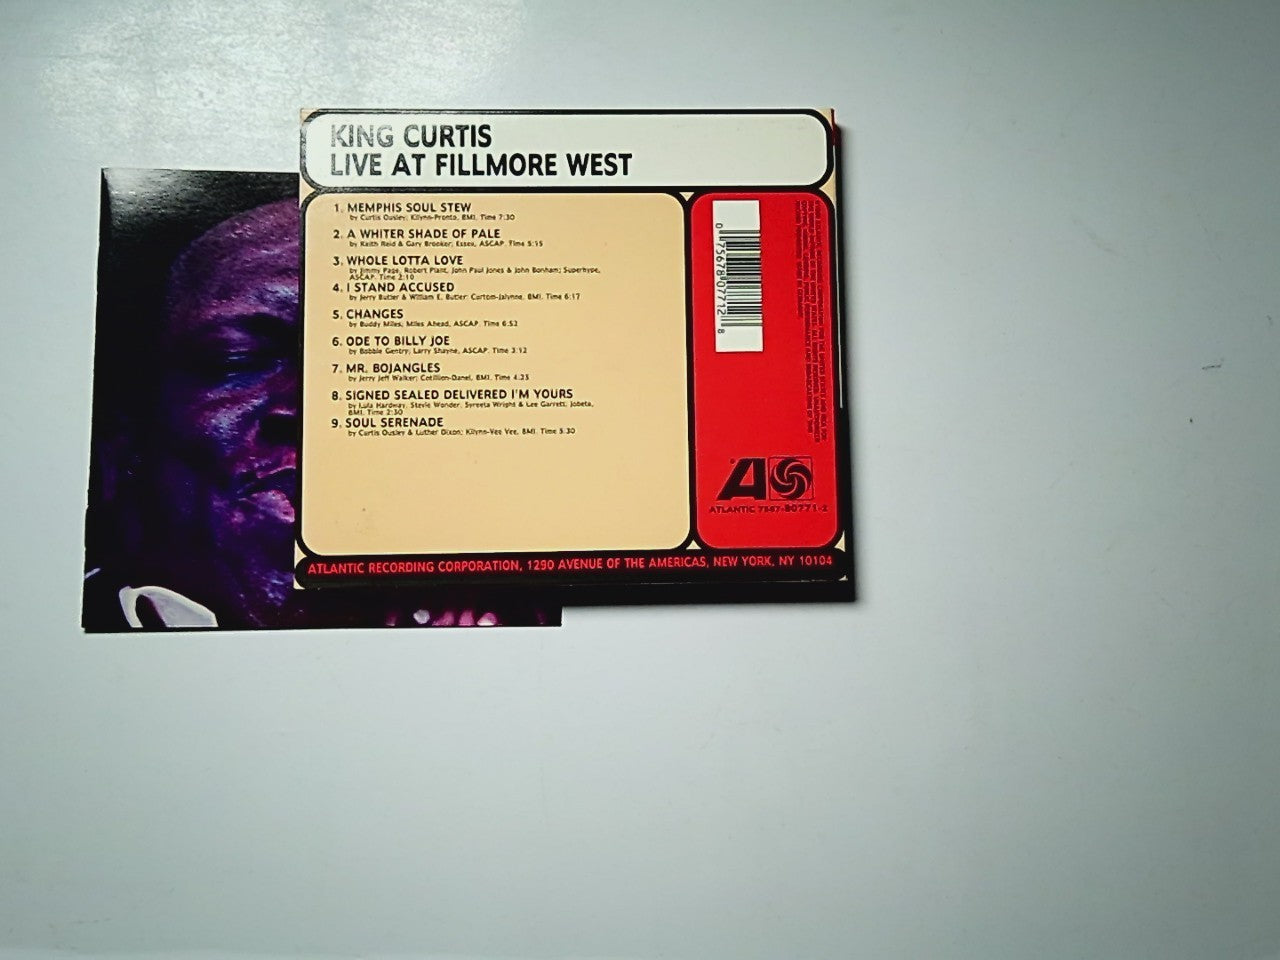 KING CURTIS
LIVE AT FILLMORE WEST
1. MEMPHIS SOUL STEW
by Curtis Ousley; Kilynn-Pronto, BMI. Time 7:30
2. A WHITER SHADE OF PALE
by Keith Reid & Gary Brooker; Essex, ASCAP. Time 5:15
3. WHOLE LOTTA LOVE
by Jimmy Page, Robert Plant, John Paul Jones & John Bonham; Superhype,
ASCAP. Time 2:10
4. I STAND ACCUSED
by Jerry Butler & William E. Butler; Curtom-Jalynne, BMI. Time 6:17
5. CHANGES
by Buddy Miles; Miles Ahead, ASCAP. Time 6:52
6. ODE TO BILLY JOE
by Bobbie Gentry; Larry Shayne, ASCAP. Time 3:12
7. MR. BOJANGLES
by Jerry Jeff Walker; Cotillion-Danel, BMI. Time 4:25
8. SIGNED SEALED DELIVERED I'M YOURS
by Lula Hardway, Stevie Wonder, Syreeta Wright & Lee Garrett; Jobete,
BMI. Time 2:30
9. SOUL SERENADE
by Curtis Ousley & Luther Dixon; Kilynn-Vee Vee, BMI. Time 5:30
0 75678 07712 8
A
ATLANTIC 7567-80771-2
ATLANTIC RECORDING CORPORATION, 1290 AVENUE OF THE AMERICAS, NEW YORK, NY 10104